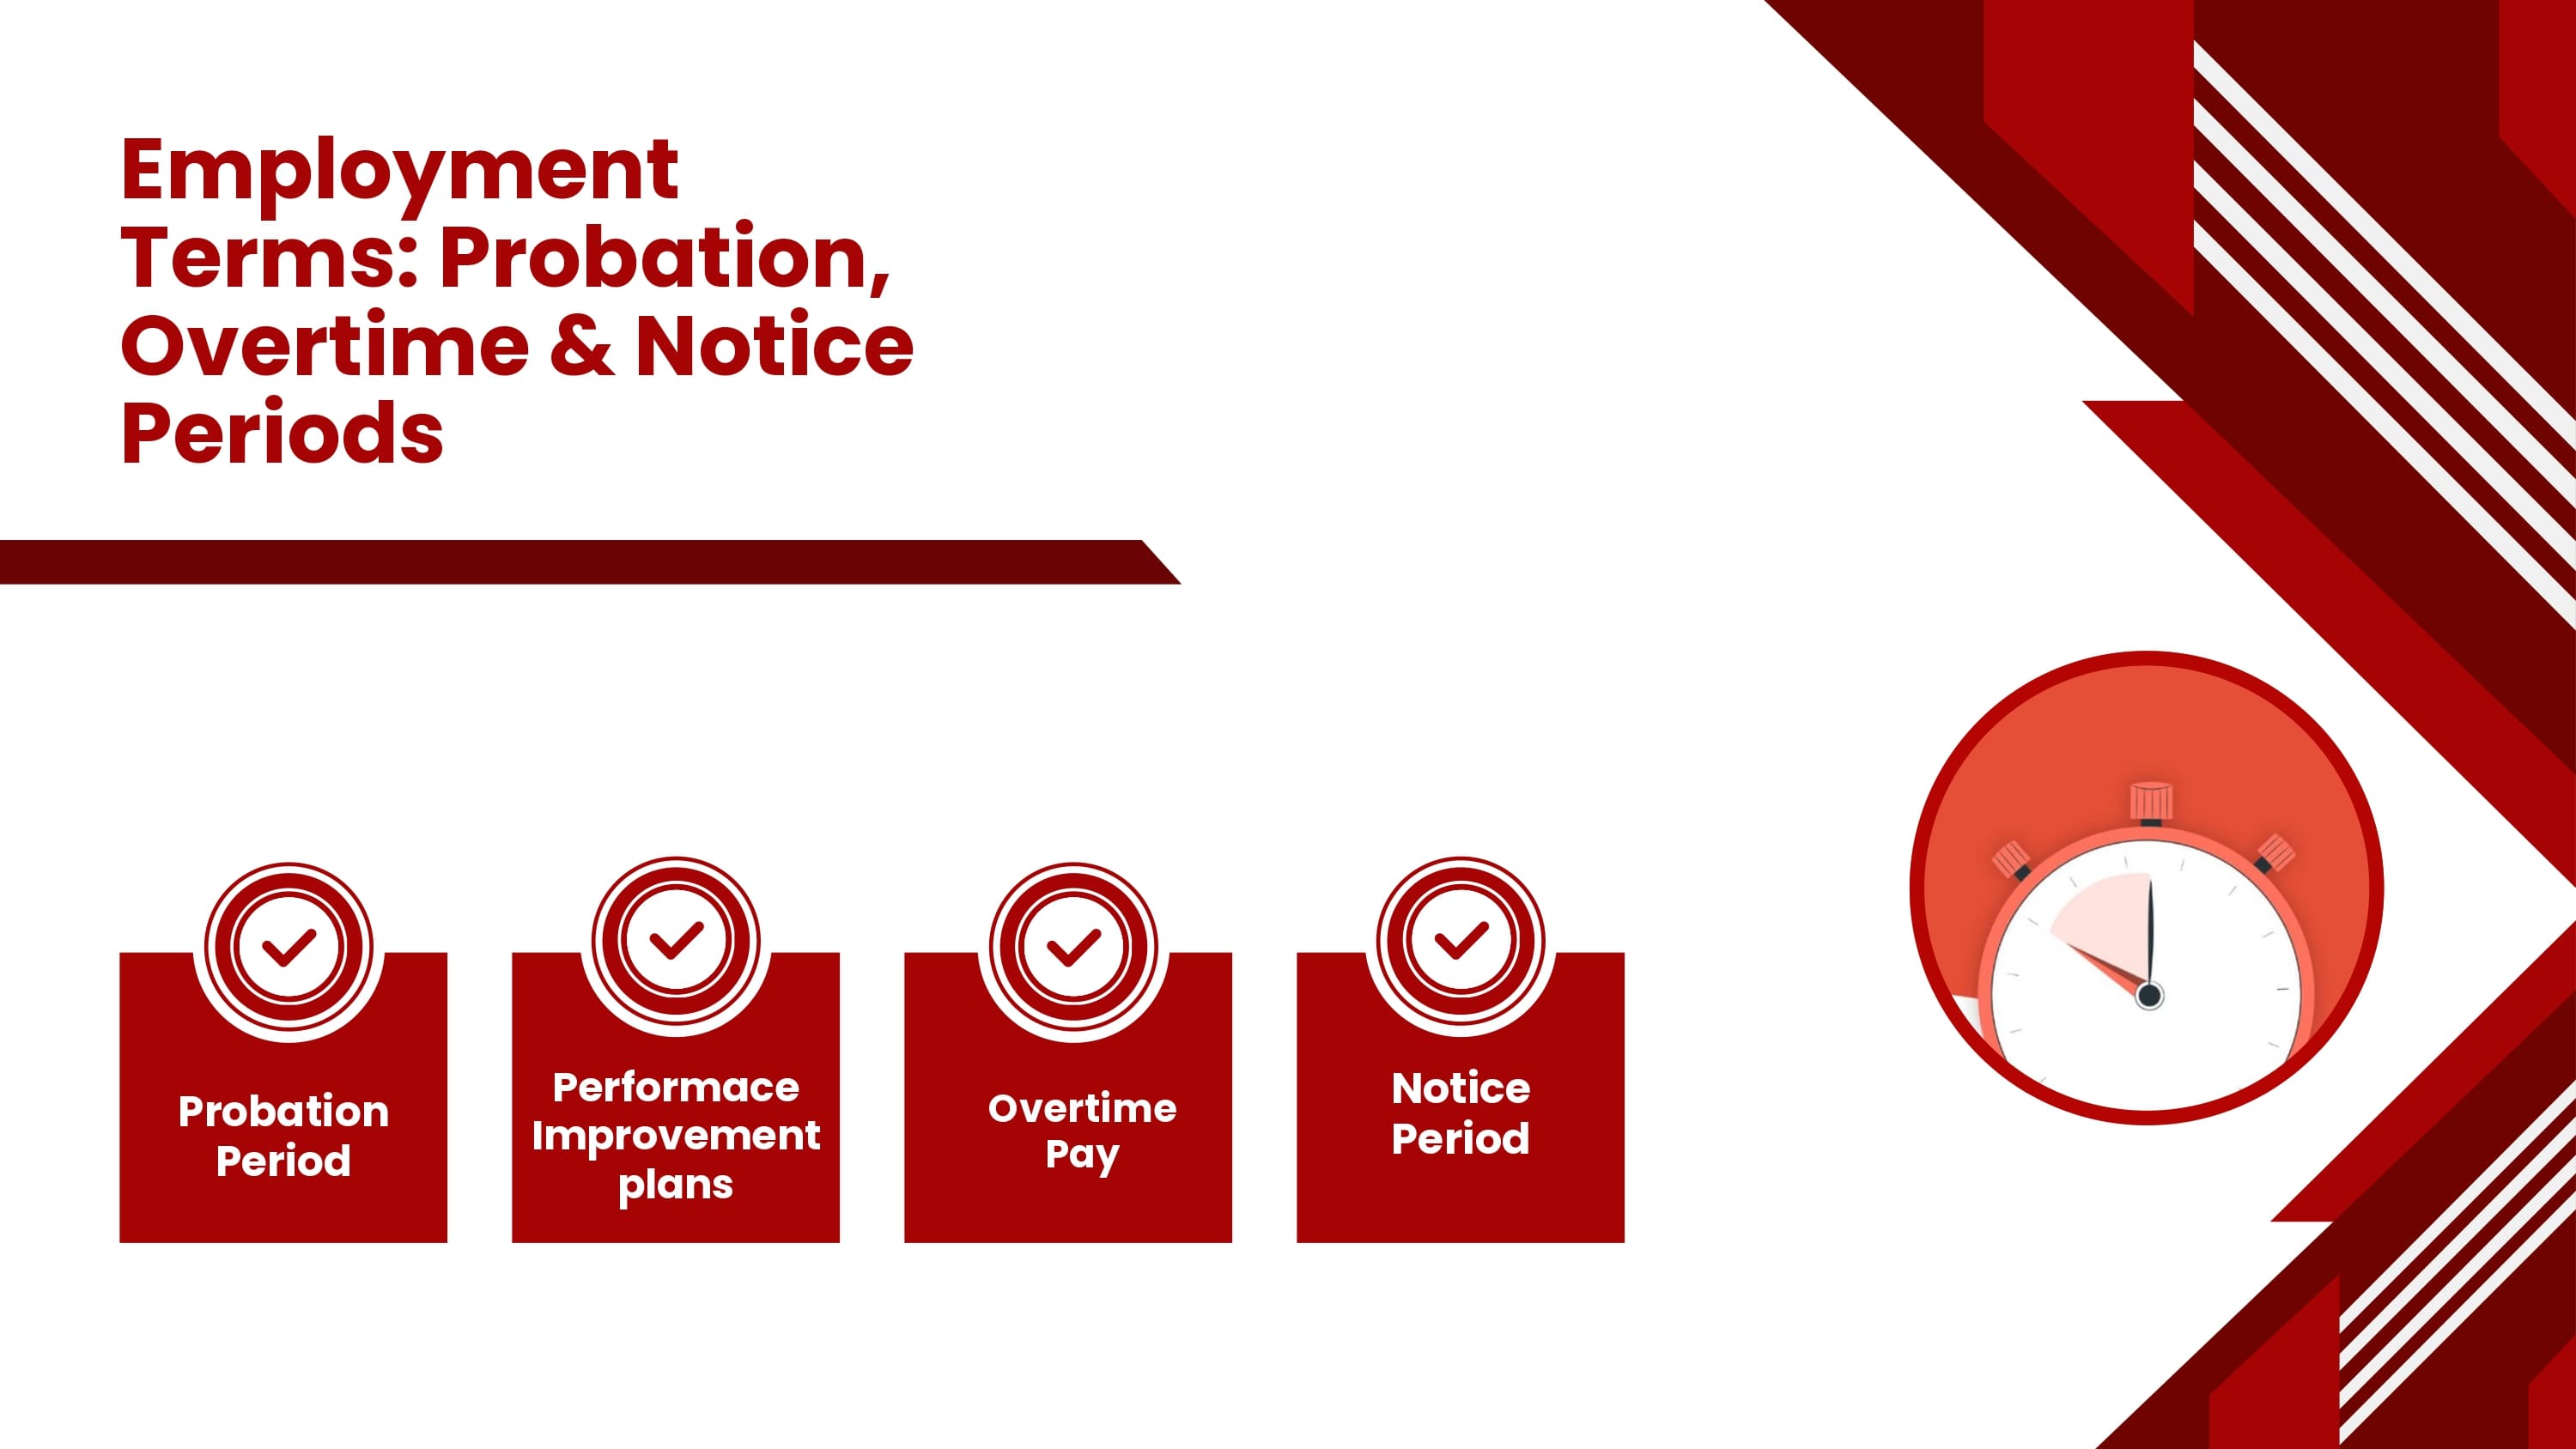 Employment
Terms: Probation,
Overtime & Notice
Periods
Probation
Period
Performace
Improvement
plans
Overtime
Pay
Notice
Period